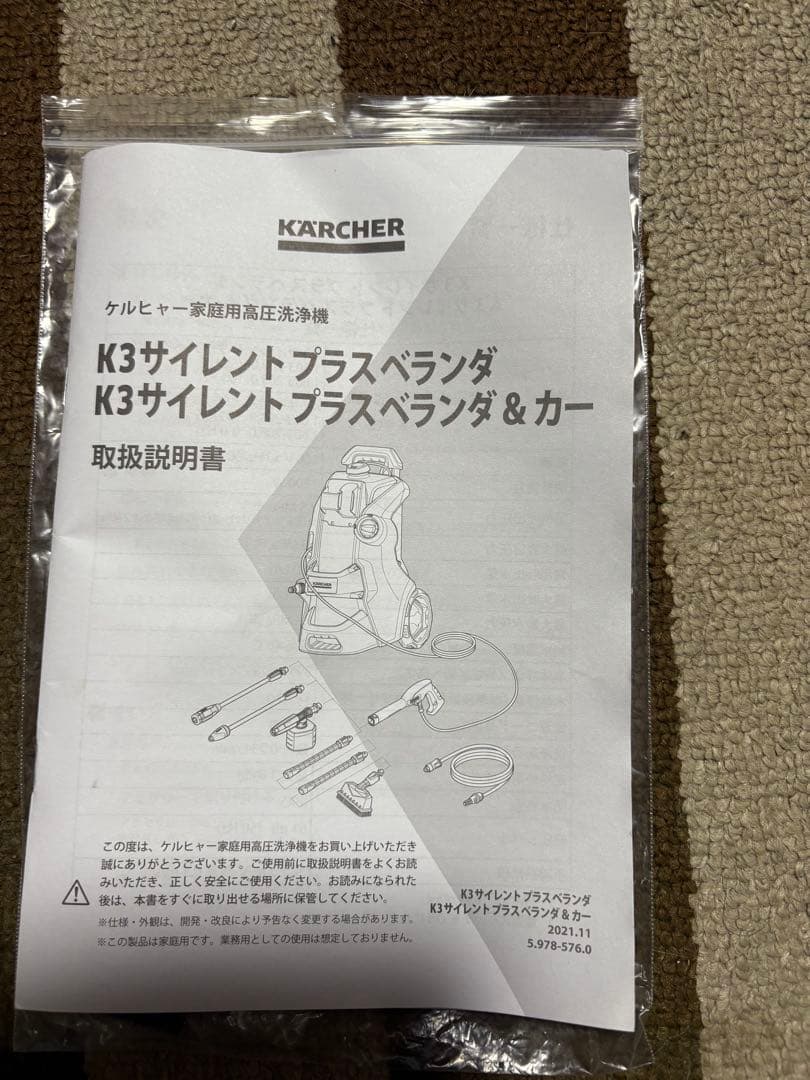 KÄRCHER
ケルヒャー家庭用高圧洗浄機
K3サイレント プラス ベランダ
K3サイレント プラス ベランダ & カー
取扱説明書
KÄRCHER
この度は、ケルヒャー家庭用高圧洗浄機をお買い上げいただき
誠にありがとうございます。ご使用前に取扱説明書をよくお読
みいただき、正しく安全にご使用ください。お読みになられた
後は、本書をすぐに取り出せる場所に保管してください。
※仕様・外観は、開発・改良により予告なく変更する場合があります。
※この製品は家庭用です。業務用としての使用は想定しておりません。
K3サイレント プラス ベランダ
K3サイレント プラス ベランダ & カー
2021.11
5.978-576.0